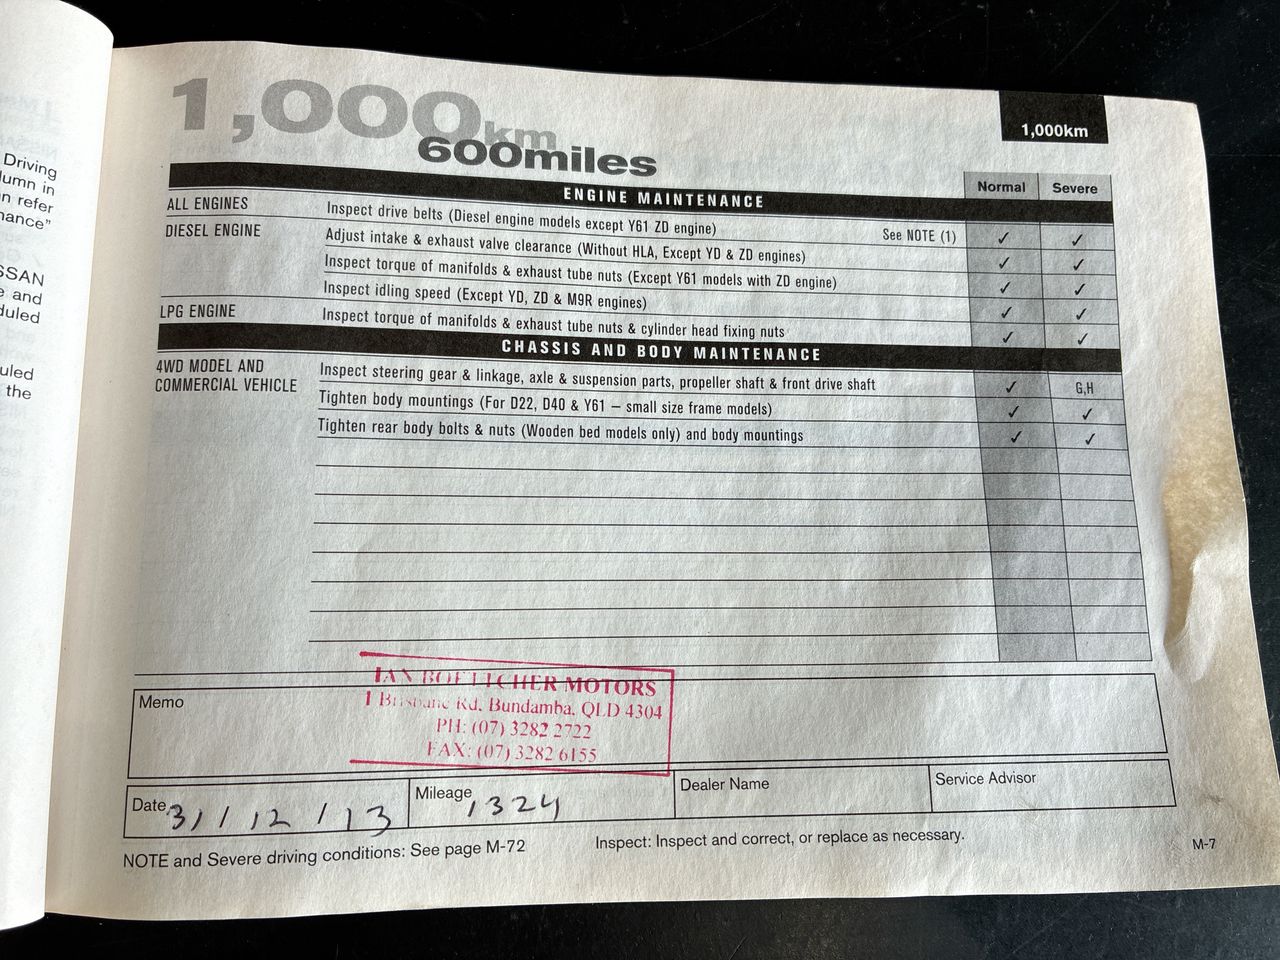 Driving
lumn in
n refer
nance"
SSAN
e and
duled
uled
the
1,000km
600miles
1,000km
Normal Severe
ENGINE MAINTENANCE
ALL ENGINES Inspect drive belts (Diesel engine models except Y61 ZD engine) See NOTE (1) ✓ ✓
DIESEL ENGINE Adjust intake & exhaust valve clearance (Without HLA, Except YD & ZD engines) ✓ ✓
Inspect torque of manifolds & exhaust tube nuts (Except Y61 models with ZD engine) ✓ ✓
Inspect idling speed (Except YD, ZD & M9R engines) ✓ ✓
LPG ENGINE Inspect torque of manifolds & exhaust tube nuts & cylinder head fixing nuts ✓ ✓
CHASSIS AND BODY MAINTENANCE
4WD MODEL AND COMMERCIAL VEHICLE Inspect steering gear & linkage, axle & suspension parts, propeller shaft & front drive shaft ✓ G,H
Tighten body mountings (For D22, D40 & Y61 – small size frame models) ✓ ✓
Tighten rear body bolts & nuts (Wooden bed models only) and body mountings ✓ ✓
Memo
IAN BOETTCHER MOTORS
1 Brisbane Rd, Bundamba, QLD 4304
PH: (07) 3282 2722
FAX: (07) 3282 6155
Date 31/12/13 Mileage 1324 Dealer Name Service Advisor
NOTE and Severe driving conditions: See page M-72 Inspect: Inspect and correct, or replace as necessary. M-7